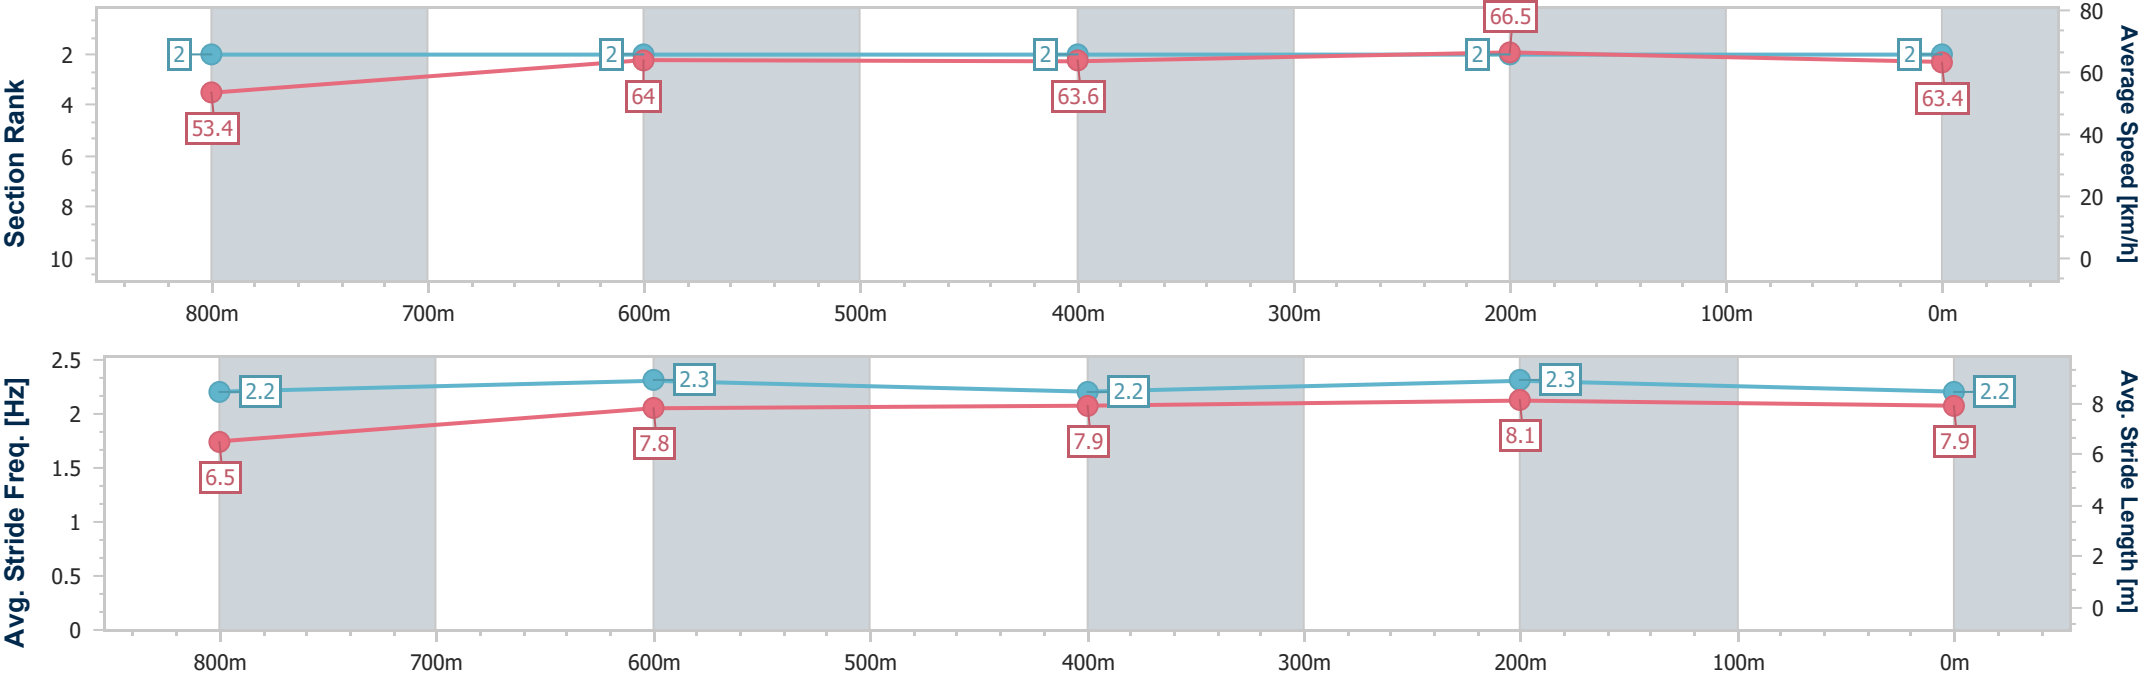 Section Rank
2
4
6
8
10
80
60
40
20
0
Average Speed [km/h]
2
2
2
2
2
53.4
64
63.6
66.5
63.4
800m
700m
600m
500m
400m
300m
200m
100m
0m
Avg. Stride Freq. [Hz]
2.5
2
1.5
1
0.5
0
8
6
4
2
0
Avg. Stride Length [m]
2.2
2.3
2.2
2.3
2.2
6.5
7.8
7.9
8.1
7.9
800m
700m
600m
500m
400m
300m
200m
100m
0m